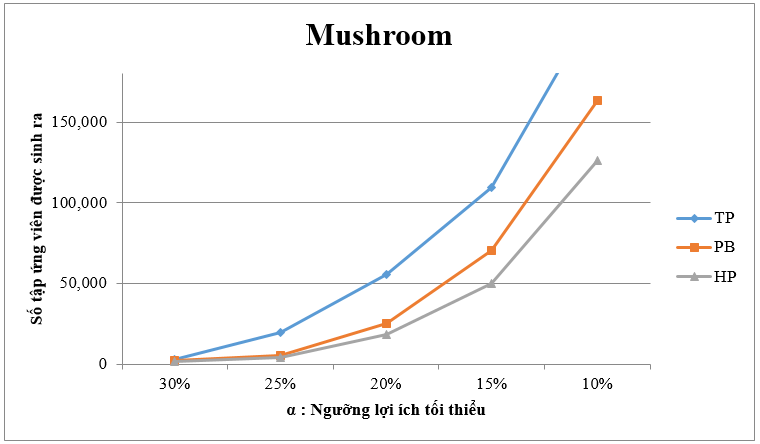 Mushroom
Số tập ứng viên được sinh ra
150,000
100,000
50,000
0
30%
25%
20%
15%
10%
α : Ngưỡng lợi ích tối thiểu
TP
PB
HP